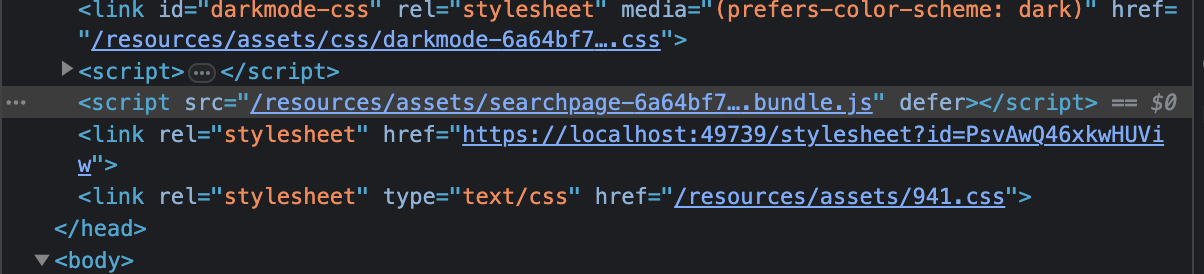 <link id="darkmode-css" rel="stylesheet" media="(prefers-color-scheme: dark)" href=
"/resources/assets/css/darkmode-6a64bf7….css">
▶<script>…</script>
… <script src="/resources/assets/searchpage-6a64bf7….bundle.js" defer></script> == $0
<link rel="stylesheet" href="https://localhost:49739/stylesheet?id=PsvAwQ46xkwHUVi
w">
<link rel="stylesheet" type="text/css" href="/resources/assets/941.css">
</head>
▼<body>